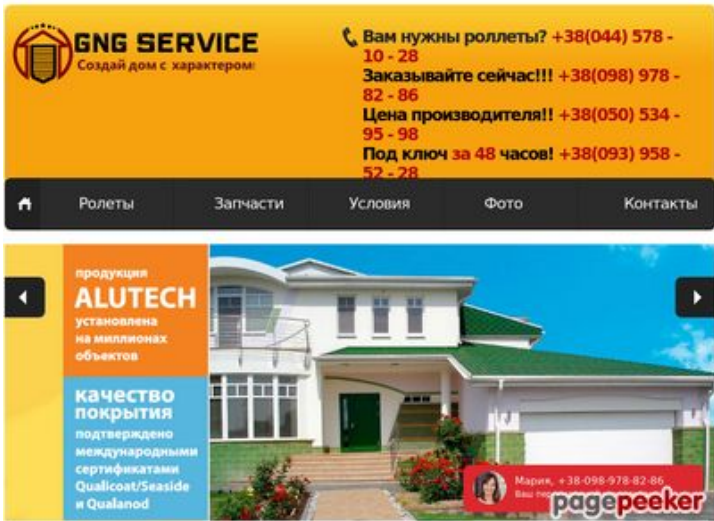 GNG SERVICE
Создай дом с характером!
Вам нужны роллеты? +38(044) 578 -
10 - 28
Заказывайте сейчас!!! +38(098) 978 -
82 - 86
Цена производителя!! +38(050) 534 -
95 - 98
Под ключ за 48 часов! +38(093) 958 -
52 - 28
Ролеты Запчасти Условия Фото Контакты
продукция
ALUTECH
установлена
на миллионах
объектов
качество
покрытия
подтверждено
международными
сертификатами
Qualicoat/Seaside
и Qualanod
Мария, +38-098-978-82-86
Ваш
pagepeeker